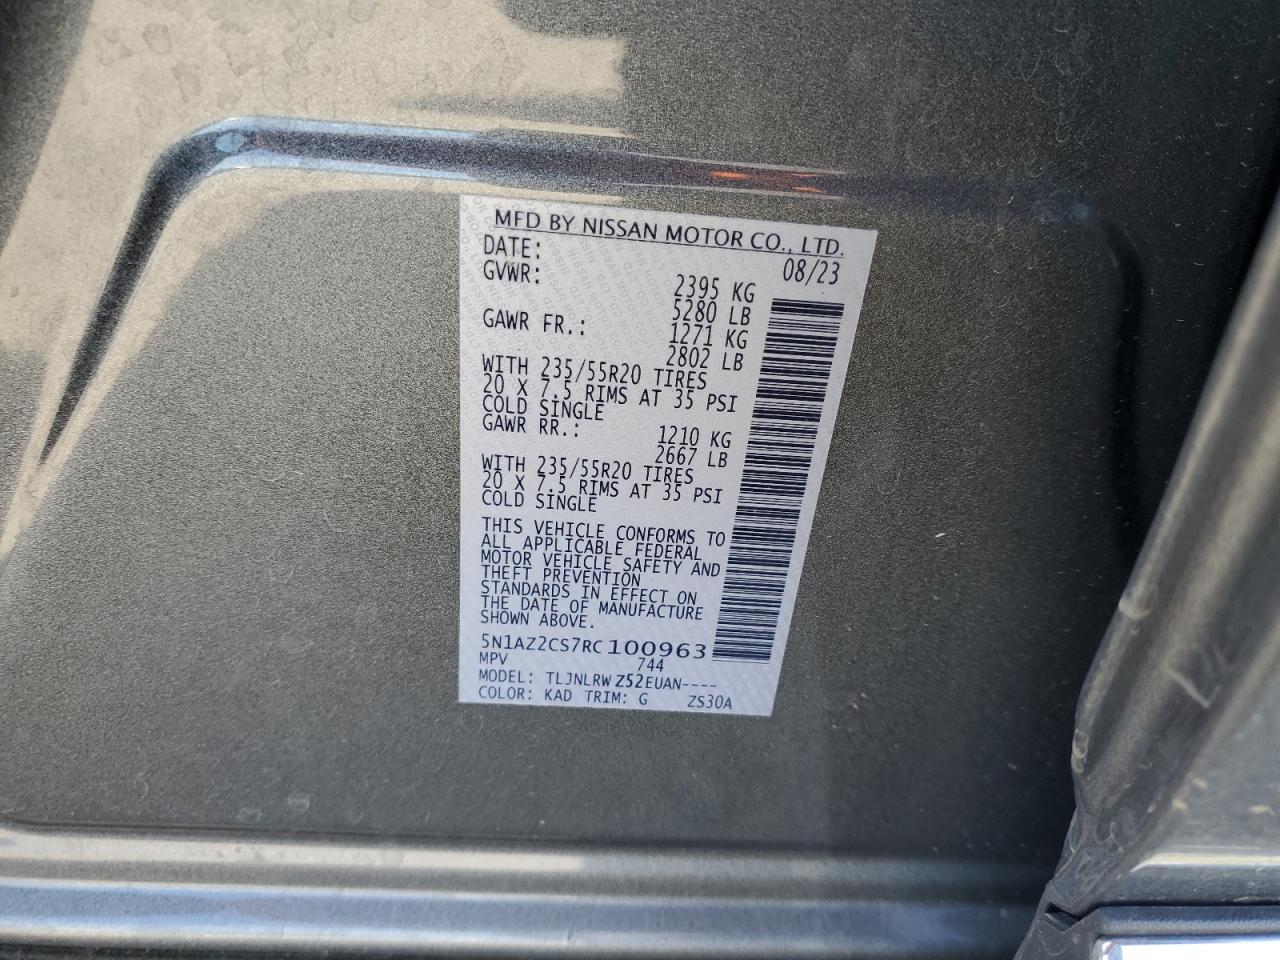 MFD BY NISSAN MOTOR CO., LTD.
DATE: 08/23
GVWR: 2395 KG
5280 LB
GAWR FR.: 1271 KG
2802 LB
WITH 235/55R20 TIRES
20 X 7.5 RIMS AT 35 PSI
COLD SINGLE
GAWR RR.: 1210 KG
2667 LB
WITH 235/55R20 TIRES
20 X 7.5 RIMS AT 35 PSI
COLD SINGLE
THIS VEHICLE CONFORMS TO
ALL APPLICABLE FEDERAL
MOTOR VEHICLE SAFETY AND
THEFT PREVENTION
STANDARDS IN EFFECT ON
THE DATE OF MANUFACTURE
SHOWN ABOVE.
5N1AZ2CS7RC100963
MPV 744
MODEL: TLJNLRW Z52EUAN----
COLOR: KAD TRIM: G ZS30A